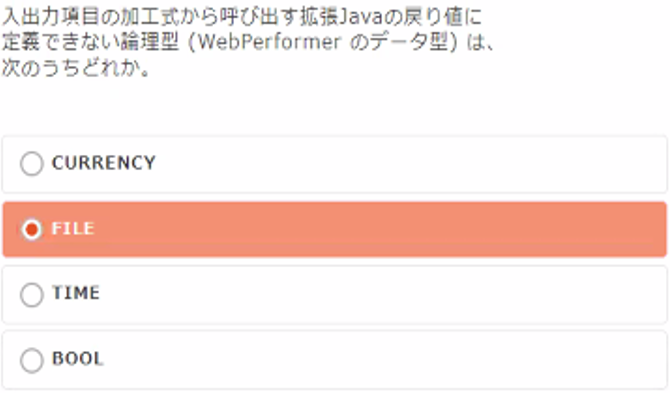 入出力項目の加工式から呼び出す拡張Javaの戻り値に
定義できない論理型 (WebPerformer のデータ型) は、
次のうちどれか。
CURRENCY
FILE
TIME
BOOL